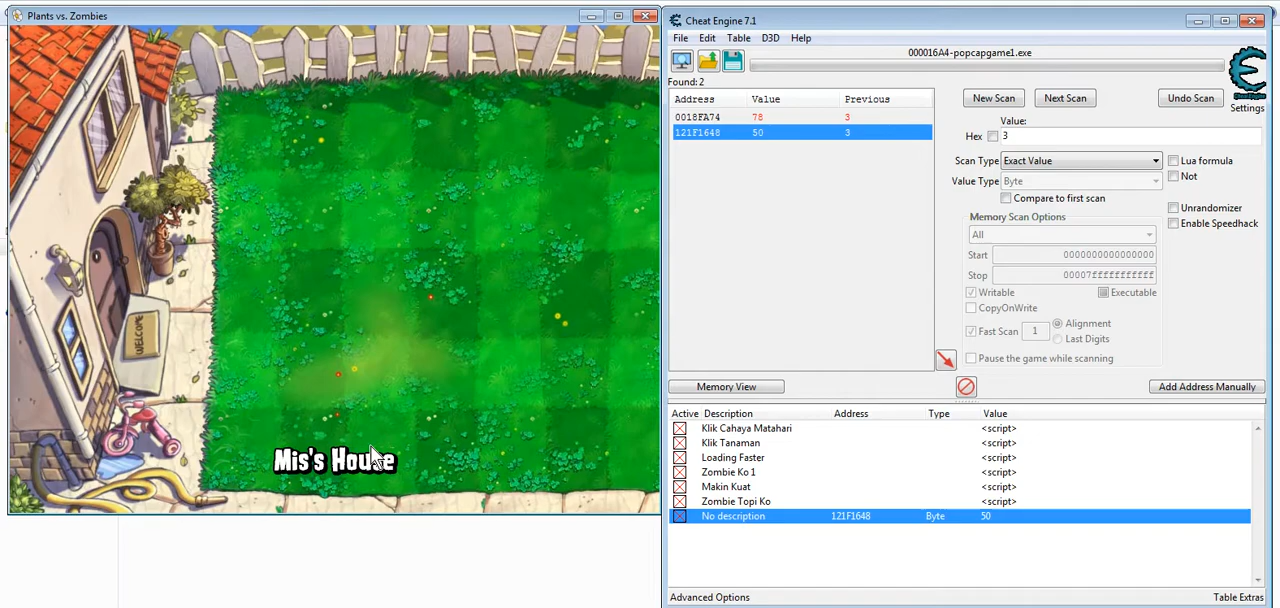 Plants vs. Zombies
WELCOME
Mis's House
Cheat Engine 7.1
File Edit Table D3D Help
000016A4-popcapgame1.exe
Found: 2
Cheat Engine
Settings
Address Value Previous
0018FA74 78 3
121F1648 50 3
New Scan Next Scan Undo Scan
Value:
Hex 3
Scan Type Exact Value
Lua formula
Value Type Byte
Not
Compare to first scan
Memory Scan Options
Unrandomizer
All
Enable Speedhack
Start 0000000000000000
Stop 00007fffffffffff
Writable Executable
CopyOnWrite
Fast Scan 1 Alignment
Last Digits
Pause the game while scanning
Memory View Add Address Manually
Active Description Address Type Value
Klik Cahaya Matahari <script>
Klik Tanaman <script>
Loading Faster <script>
Zombie Ko 1 <script>
Makin Kuat <script>
Zombie Topi Ko <script>
No description 121F1648 Byte 50
Advanced Options Table Extras